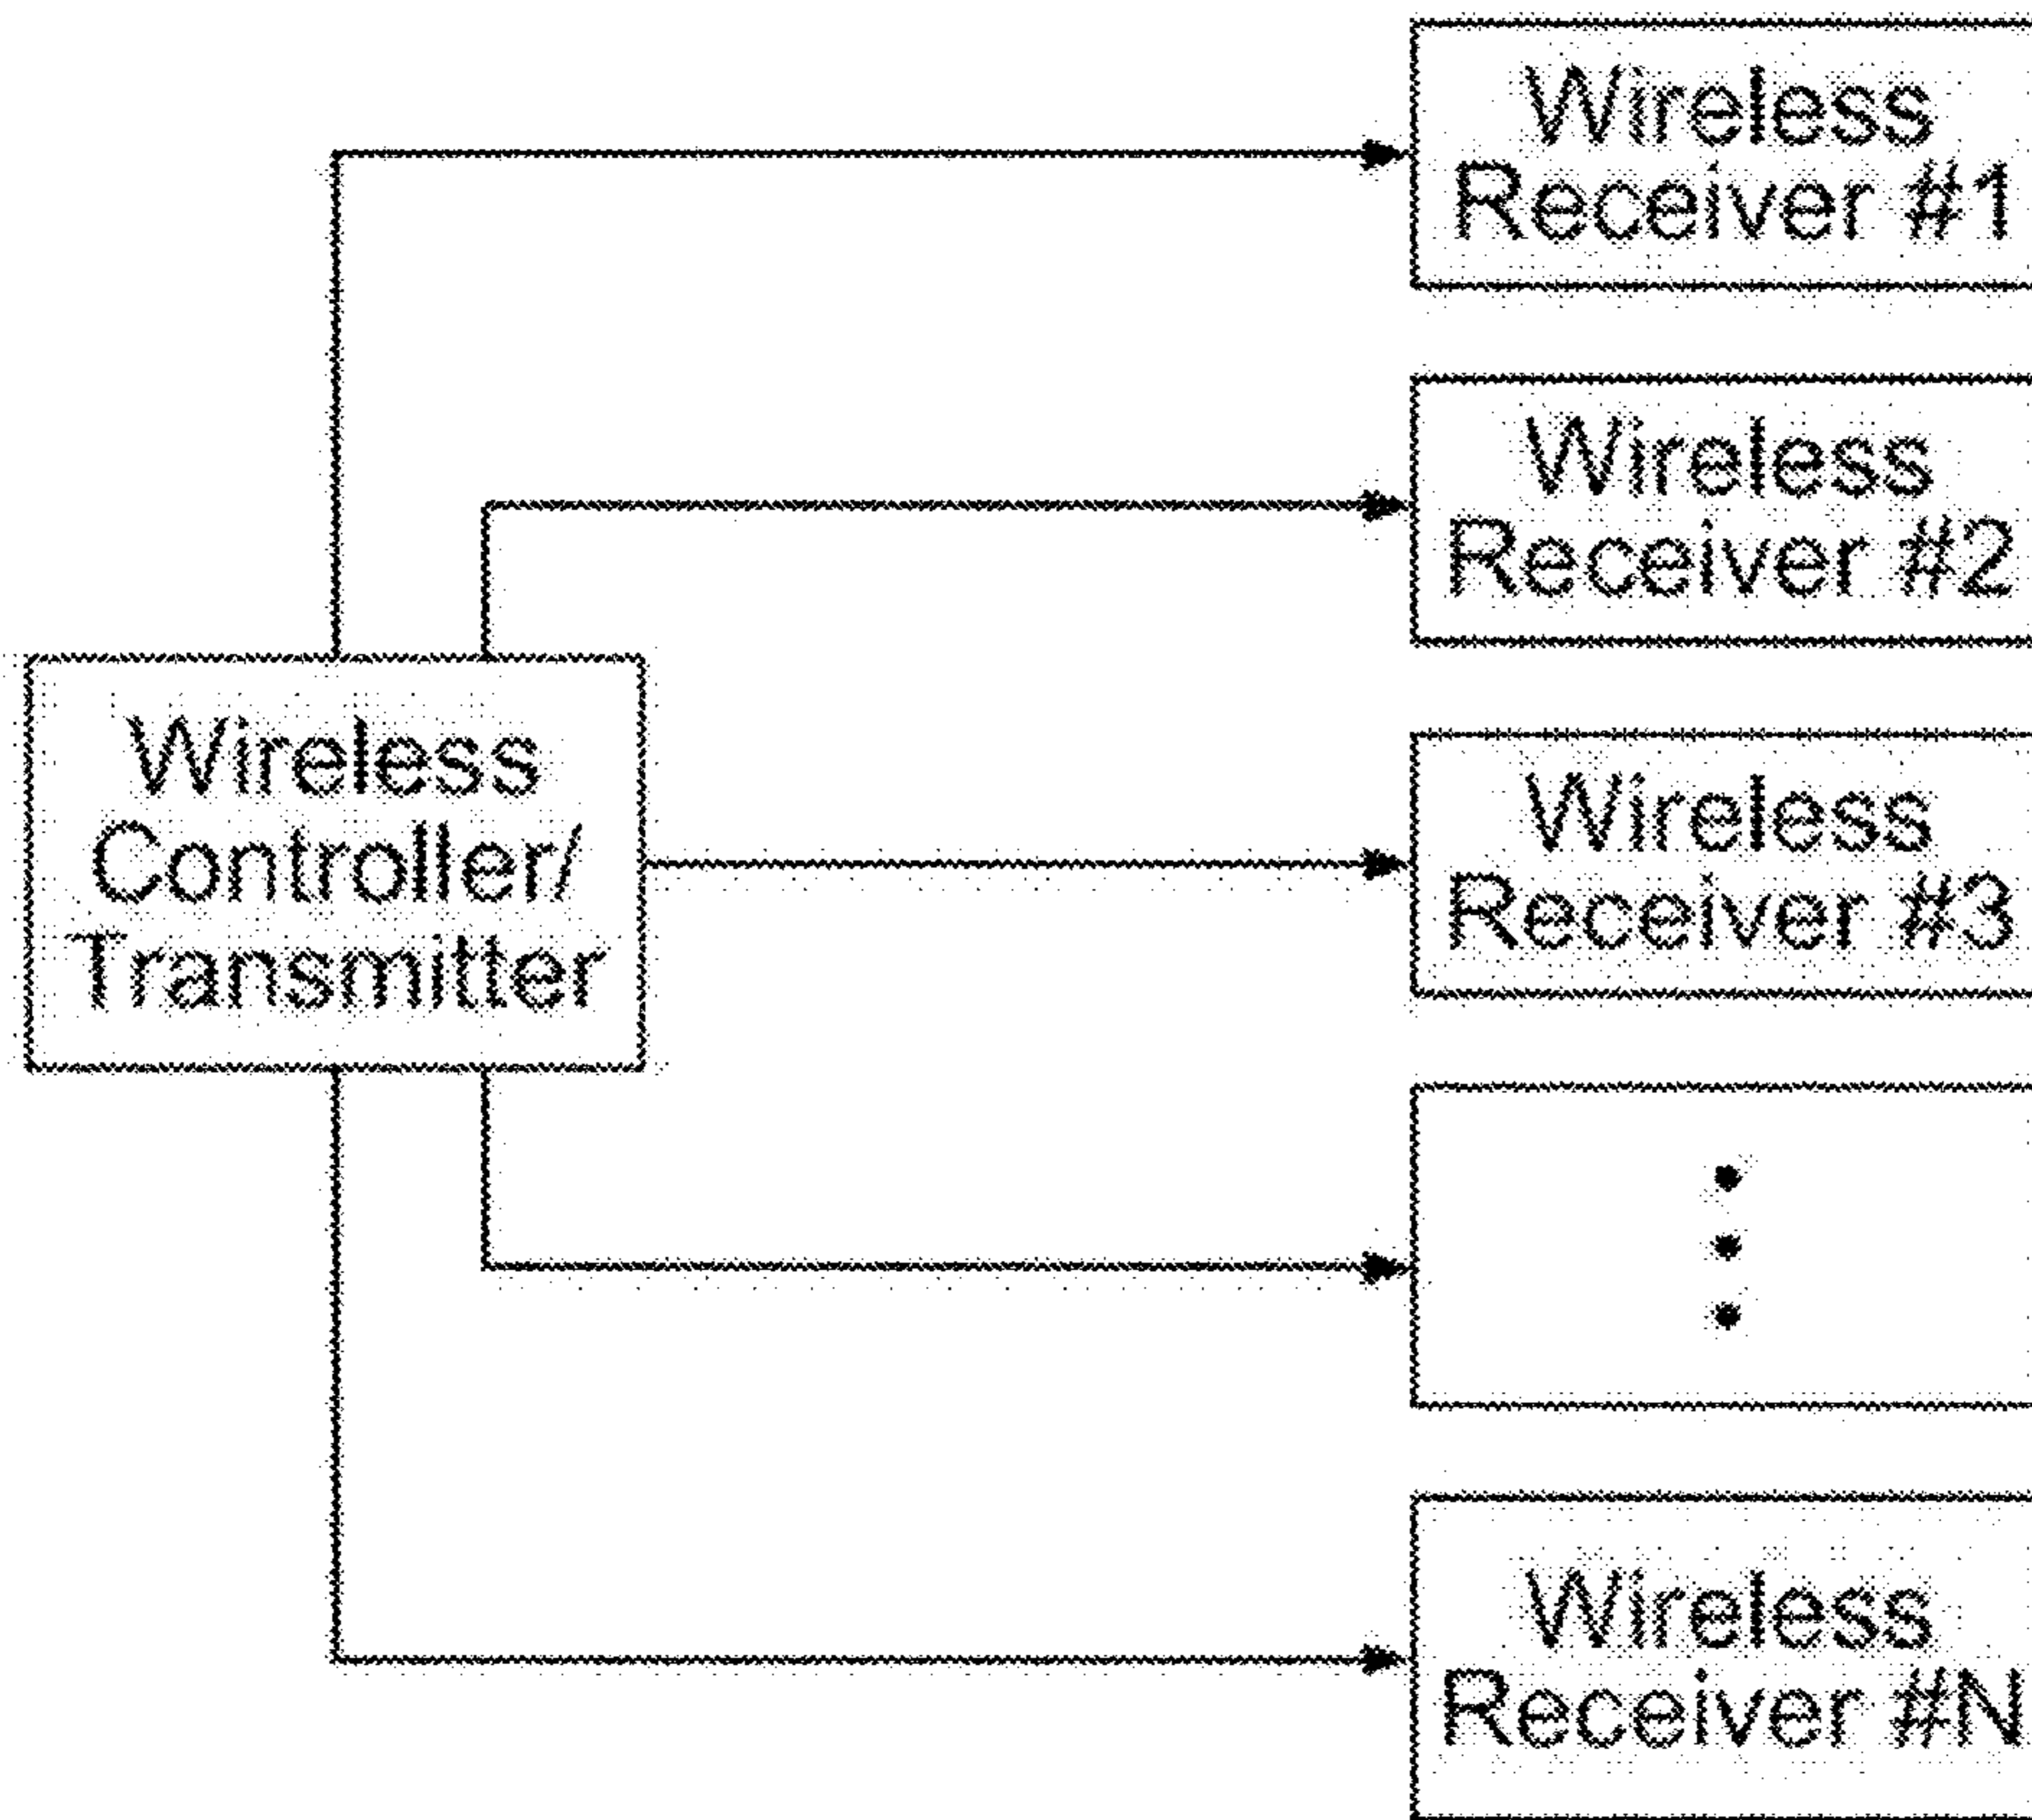 Wireless
Receiver #1
Wireless
Receiver #2
Wireless
Controller/
Transmitter
Wireless
Receiver #3
Wireless
Receiver #N